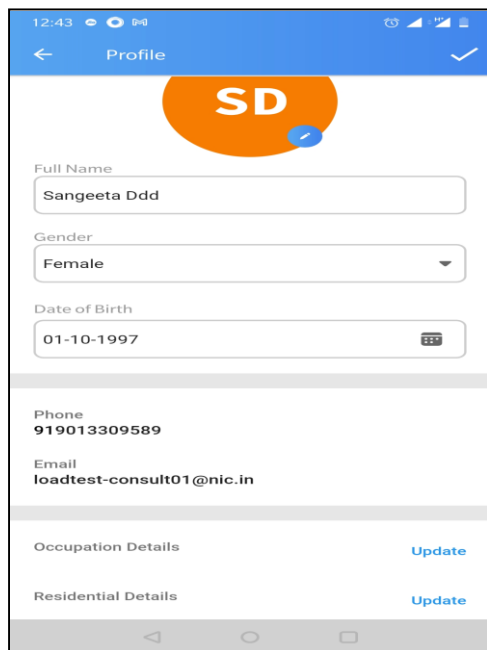 12:43
Profile
SD
Full Name
Sangeeta Ddd
Gender
Female
Date of Birth
01-10-1997
Phone
919013309589
Email
loadtest-consult01@nic.in
Occupation Details
Update
Residential Details
Update